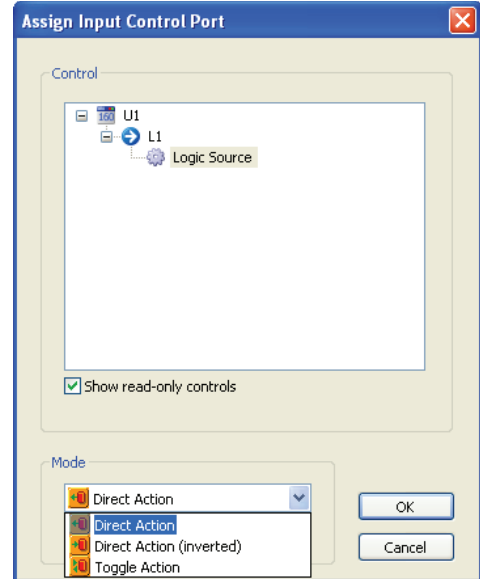 Assign Input Control Port
Control
160 U1
L1
Logic Source
Show read-only controls
Mode
Direct Action
OK
Direct Action
Direct Action (inverted)
Cancel
Toggle Action